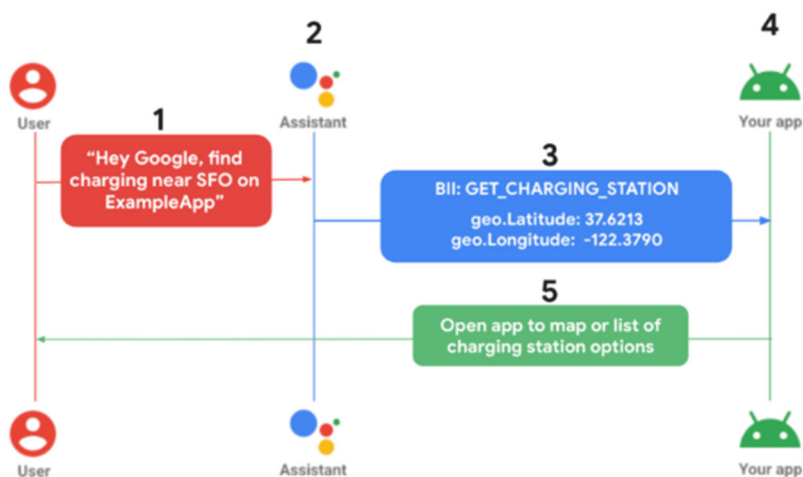 2
4
User
Assistant
Your app
1
"Hey Google, find
charging near SFO on
ExampleApp"
3
BII: GET_CHARGING_STATION
geo.Latitude: 37.6213
geo.Longitude: -122.3790
5
Open app to map or list of
charging station options
User
Assistant
Your app